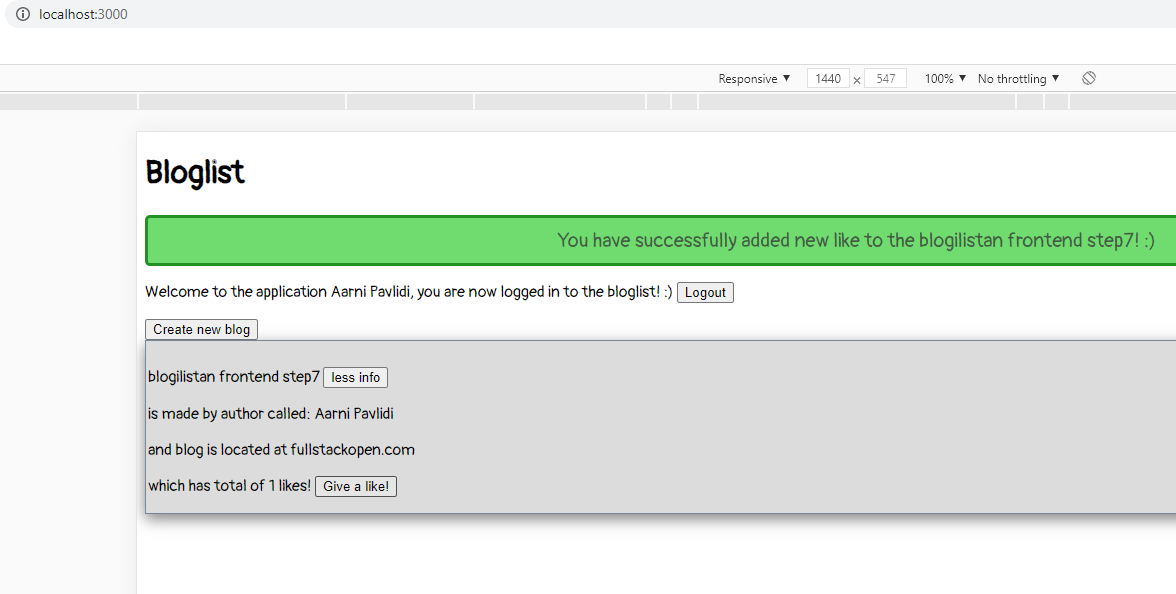 localhost:3000
Responsive ▼ 1440 × 547 100% ▼ No throttling ▼
Bloglist
You have successfully added new like to the blogilistan frontend step7! :)
Welcome to the application Aarni Pavlidi, you are now logged in to the bloglist! :) Logout
Create new blog
blogilistan frontend step7 less info
is made by author called: Aarni Pavlidi
and blog is located at fullstackopen.com
which has total of 1 likes! Give a like!